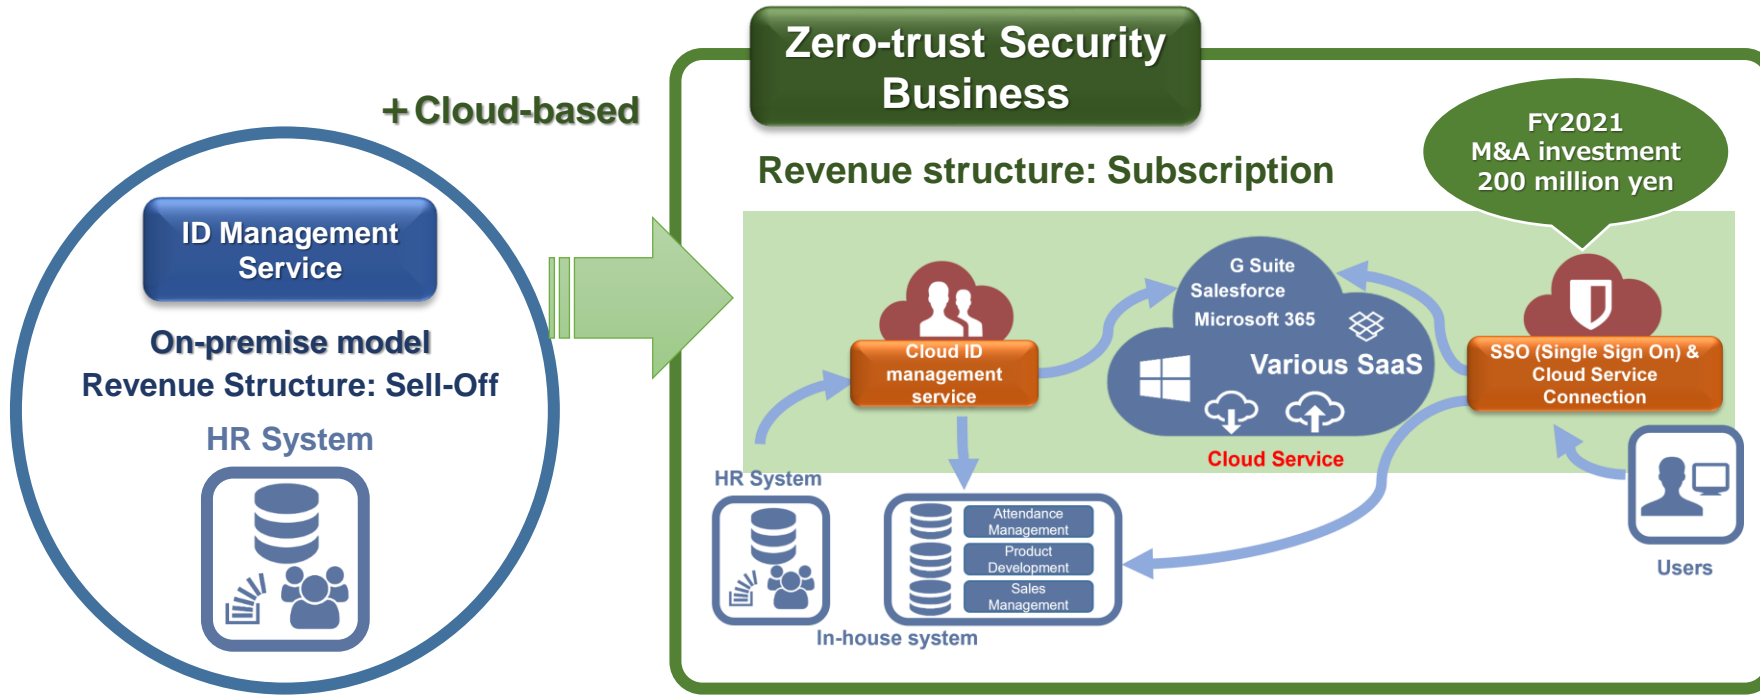 +Cloud-based
ID Management
Service
On-premise model
Revenue Structure: Sell-Off
HR System
Zero-trust Security
Business
Revenue structure: Subscription
FY2021
M&A investment
200 million yen
G Suite
Salesforce
Microsoft 365
Various SaaS
Cloud Service
Cloud ID
management
service
SSO (Single Sign On) &
Cloud Service
Connection
HR System
Attendance
Management
Product
Development
Sales
Management
In-house system
Users